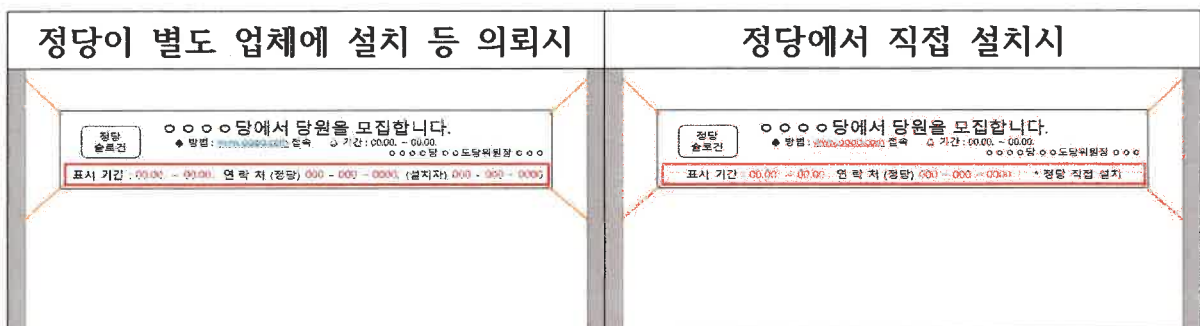 정당이 별도 업체에 설치 등 의뢰시
정당에서 직접 설치시
정당
슬로건
ㅇㅇㅇㅇ당에서 당원을 모집합니다.
♠ 방법 : www.oooo.com 접속 ♤ 기간 : 00.00. ~ 00.00.
ㅇㅇㅇㅇ당 ㅇㅇ도당위원장 ㅇㅇㅇ
표시 기간 : 00.00. ~ 00.00. 연 락 처 (정당) 000 - 000 - 0000, (설치자) 000 - 000 - 0000
정당
슬로건
ㅇㅇㅇㅇ당에서 당원을 모집합니다.
♠ 방법 : www.oooo.com 접속 ♤ 기간 : 00.00. ~ 00.00.
ㅇㅇㅇㅇ당 ㅇㅇ도당위원장 ㅇㅇㅇ
표시 기간 : 00.00. ~ 00.00. 연 락 처 (정당) 000 - 000 - 0000 * 정당 직접 설치